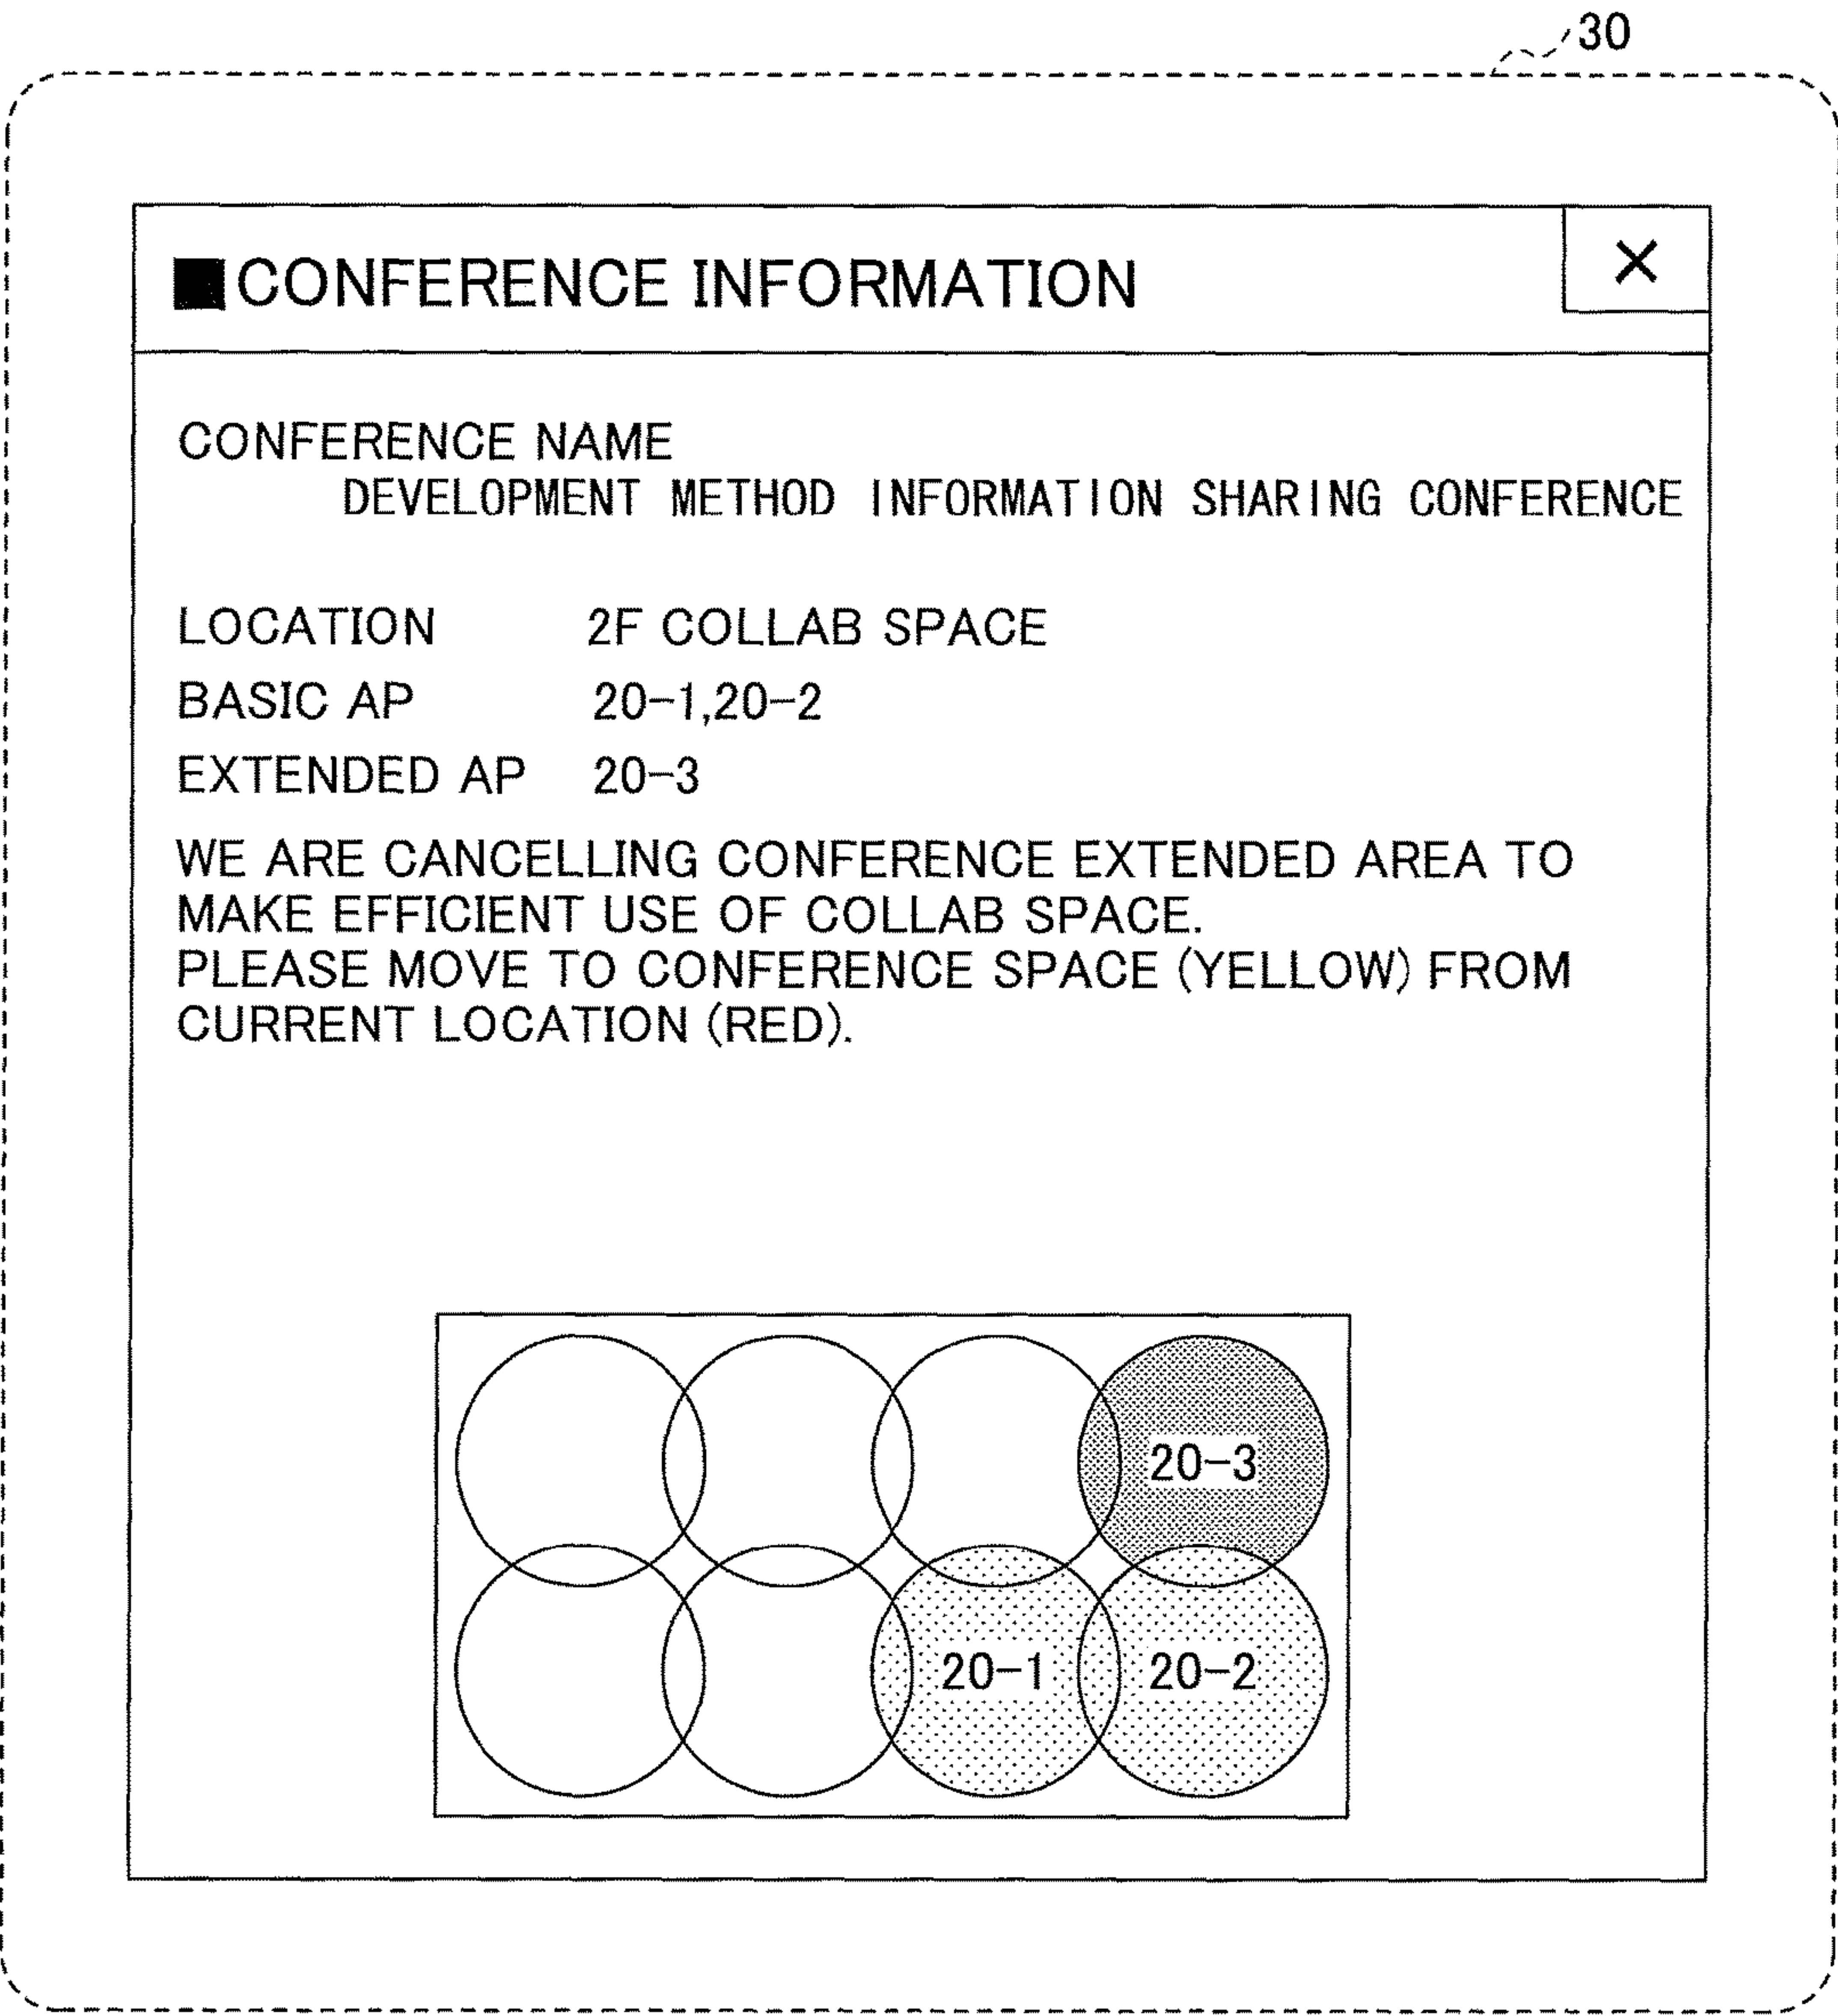 30
■CONFERENCE INFORMATION ×
CONFERENCE NAME
DEVELOPMENT METHOD INFORMATION SHARING CONFERENCE
LOCATION 2F COLLAB SPACE
BASIC AP 20-1,20-2
EXTENDED AP 20-3
WE ARE CANCELLING CONFERENCE EXTENDED AREA TO
MAKE EFFICIENT USE OF COLLAB SPACE.
PLEASE MOVE TO CONFERENCE SPACE (YELLOW) FROM
CURRENT LOCATION (RED).
20-3
20-1 20-2